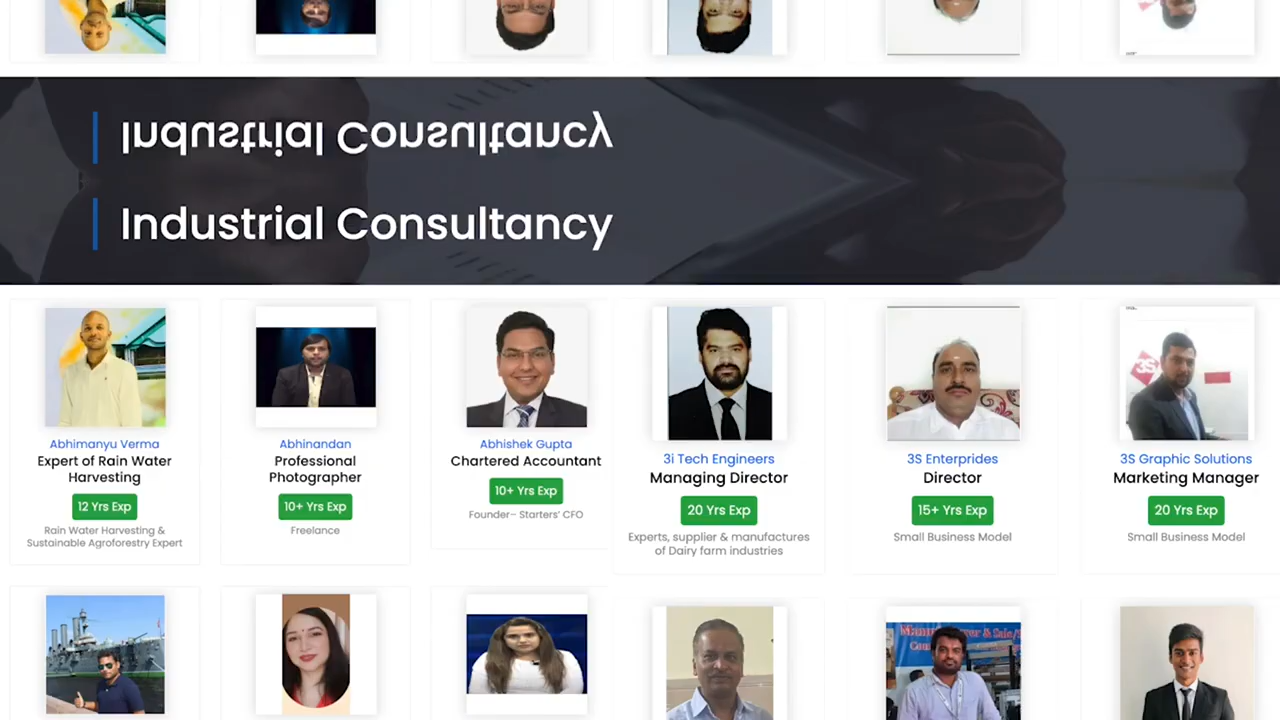 Industrial Consultancy
Industrial Consultancy
Abhimanyu Verma
Expert of Rain Water
Harvesting
12 Yrs Exp
Rain Water Harvesting &
Sustainable Agroforestry Expert
Abhinandan
Professional
Photographer
10+ Yrs Exp
Freelance
Abhishek Gupta
Chartered Accountant
10+ Yrs Exp
Founder– Starters' CFO
3i Tech Engineers
Managing Director
20 Yrs Exp
Experts, supplier & manufactures
of Dairy farm industries
3S Enterprides
Director
15+ Yrs Exp
Small Business Model
3S
3S Graphic Solutions
Marketing Manager
20 Yrs Exp
Small Business Model